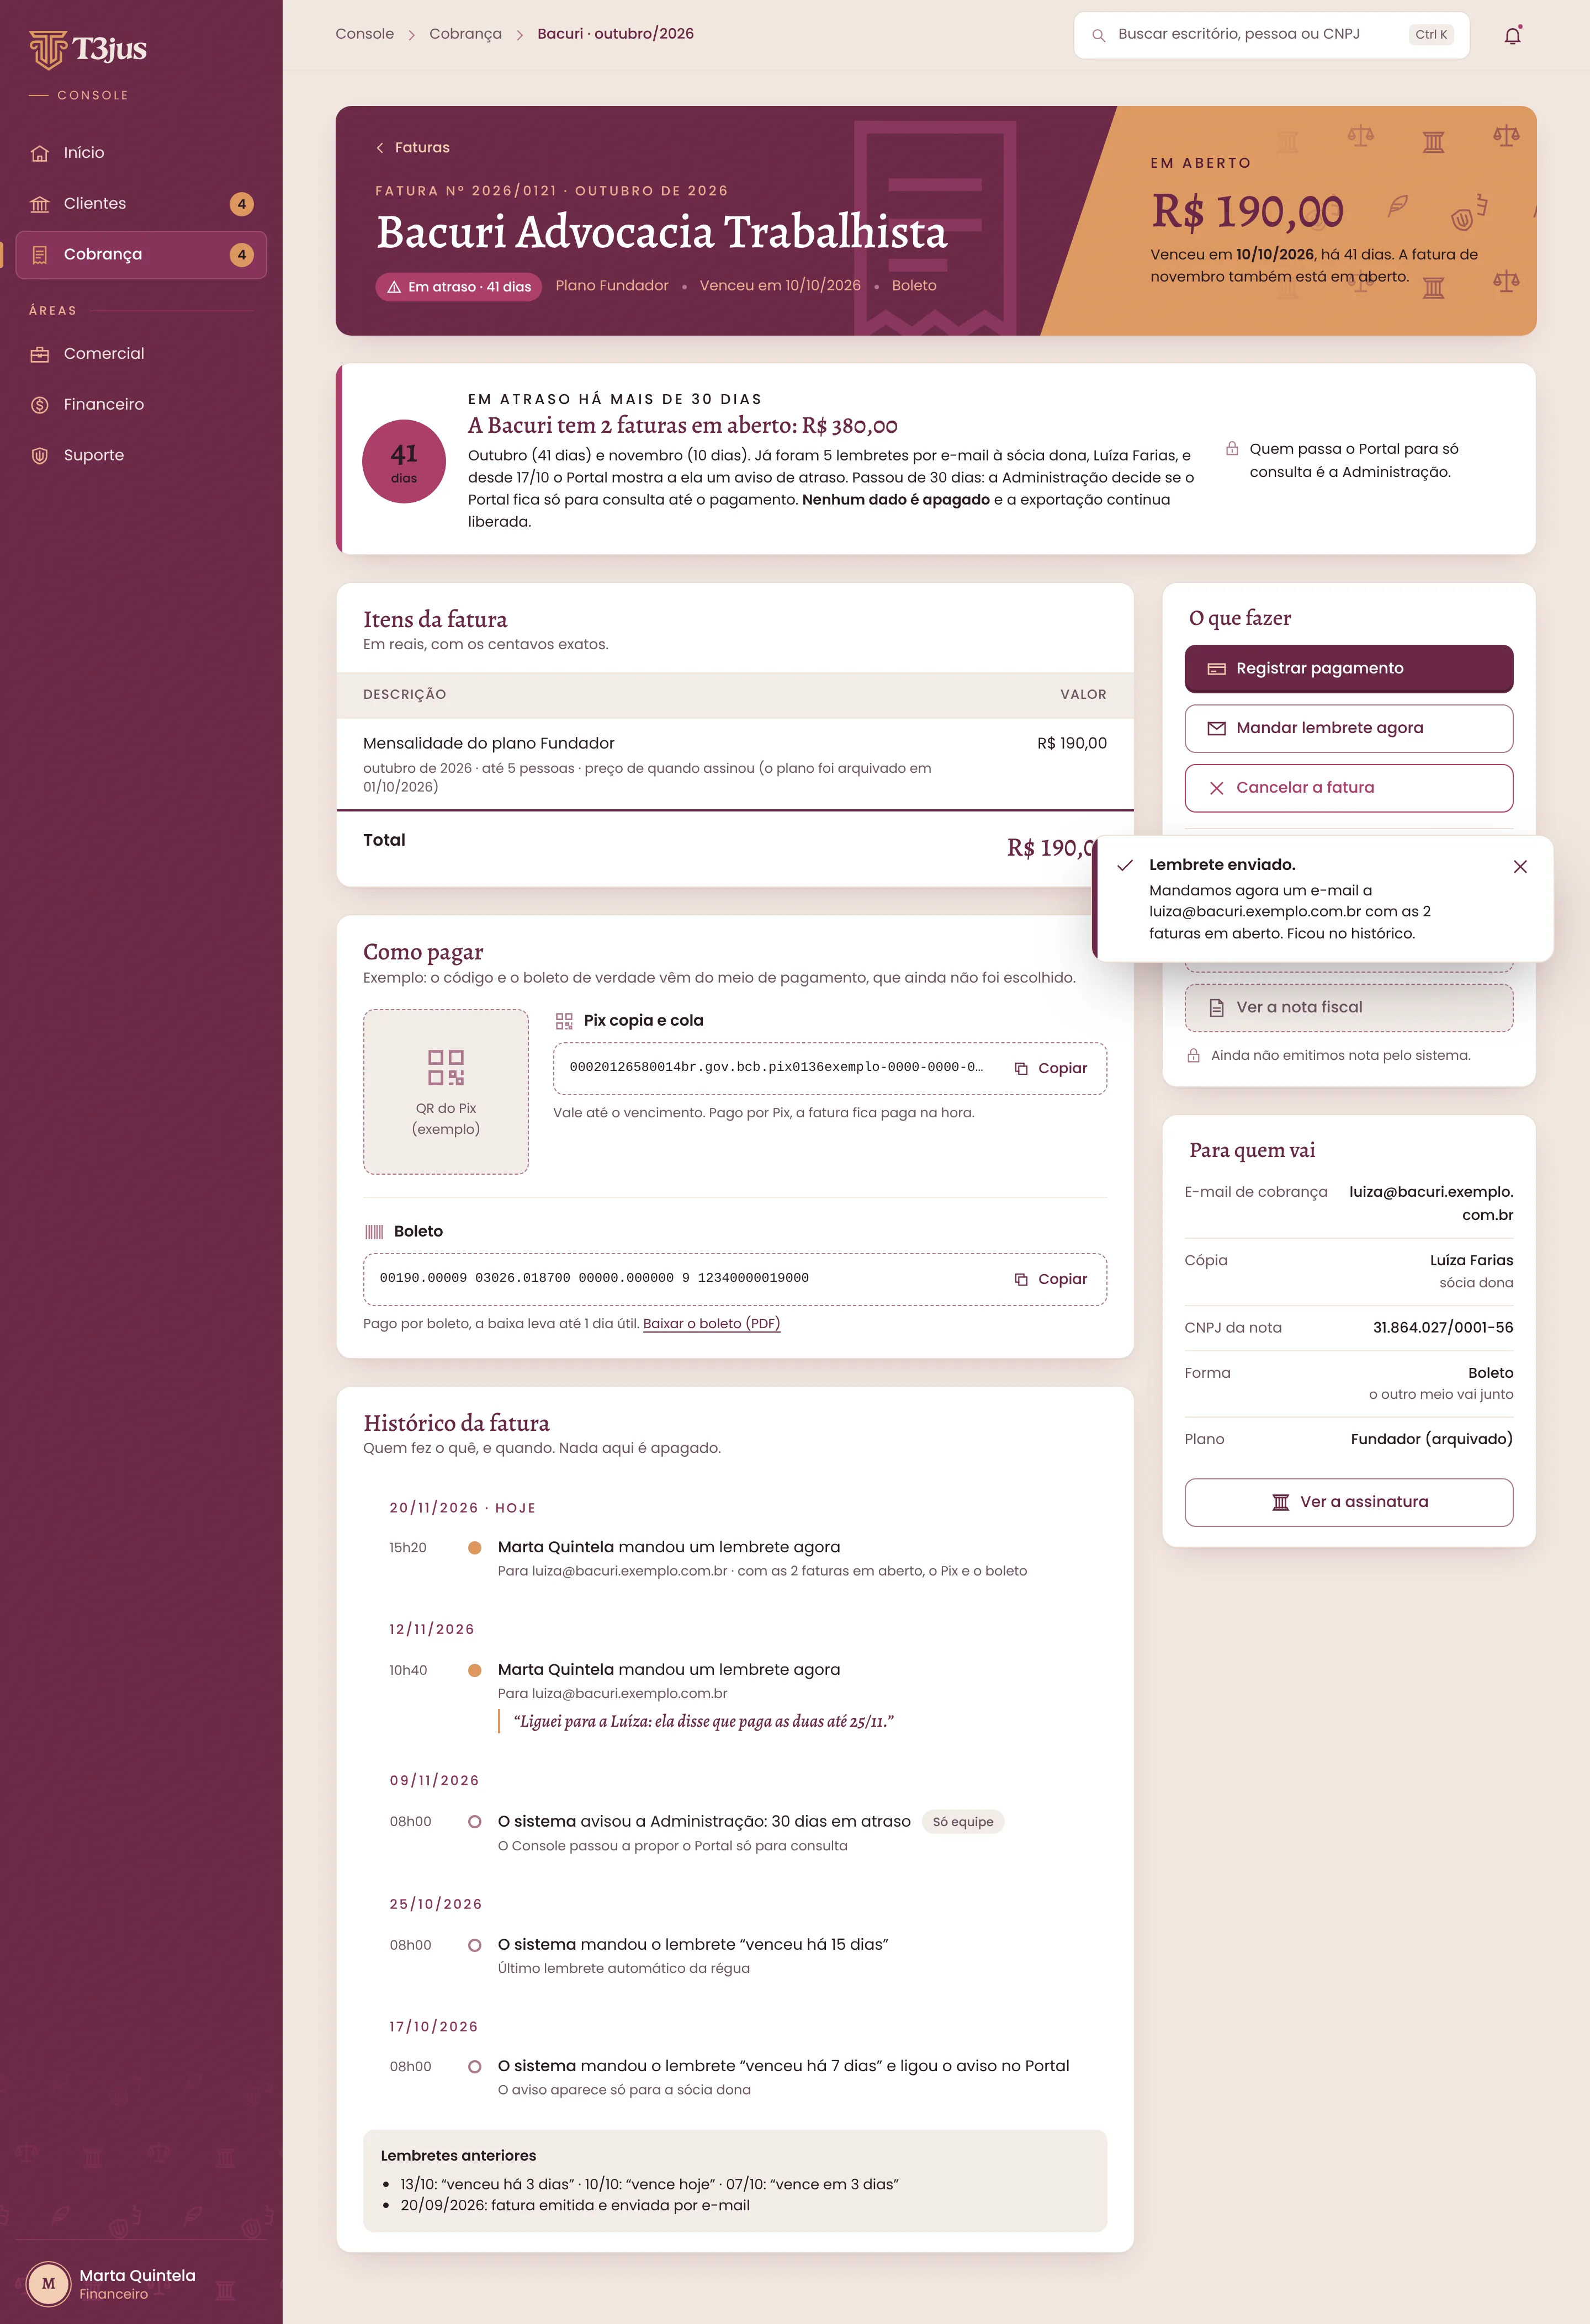 T3jus
CONSOLE
Início
Clientes 4
Cobrança 4
ÁREAS
Comercial
Financeiro
Suporte
Marta Quintela
Financeiro
M
Console > Cobrança > Bacuri · outubro/2026
Buscar escritório, pessoa ou CNPJ Ctrl K
Faturas
FATURA Nº 2026/0121 · OUTUBRO DE 2026
Bacuri Advocacia Trabalhista
Em atraso · 41 dias Plano Fundador • Venceu em 10/10/2026 • Boleto
EM ABERTO
R$ 190,00
Venceu em 10/10/2026, há 41 dias. A fatura de
novembro também está em aberto.
41
dias
EM ATRASO HÁ MAIS DE 30 DIAS
A Bacuri tem 2 faturas em aberto: R$ 380,00
Outubro (41 dias) e novembro (10 dias). Já foram 5 lembretes por e-mail à sócia dona, Luíza Farias, e
desde 17/10 o Portal mostra a ela um aviso de atraso. Passou de 30 dias: a Administração decide se o
Portal fica só para consulta até o pagamento. Nenhum dado é apagado e a exportação continua
liberada.
Quem passa o Portal para só
consulta é a Administração.
Itens da fatura
Em reais, com os centavos exatos.
DESCRIÇÃO VALOR
Mensalidade do plano Fundador R$ 190,00
outubro de 2026 · até 5 pessoas · preço de quando assinou (o plano foi arquivado em
01/10/2026)
Total R$ 190,0
Como pagar
Exemplo: o código e o boleto de verdade vêm do meio de pagamento, que ainda não foi escolhido.
QR do Pix
(exemplo)
Pix copia e cola
00020126580014br.gov.bcb.pix0136exemplo-0000-0000-0… Copiar
Vale até o vencimento. Pago por Pix, a fatura fica paga na hora.
Boleto
00190.00009 03026.018700 00000.000000 9 12340000019000 Copiar
Pago por boleto, a baixa leva até 1 dia útil. Baixar o boleto (PDF)
Histórico da fatura
Quem fez o quê, e quando. Nada aqui é apagado.
20/11/2026 · HOJE
15h20 Marta Quintela mandou um lembrete agora
Para luiza@bacuri.exemplo.com.br · com as 2 faturas em aberto, o Pix e o boleto
12/11/2026
10h40 Marta Quintela mandou um lembrete agora
Para luiza@bacuri.exemplo.com.br
“Liguei para a Luíza: ela disse que paga as duas até 25/11.”
09/11/2026
08h00 O sistema avisou a Administração: 30 dias em atraso Só equipe
O Console passou a propor o Portal só para consulta
25/10/2026
08h00 O sistema mandou o lembrete “venceu há 15 dias”
Último lembrete automático da régua
17/10/2026
08h00 O sistema mandou o lembrete “venceu há 7 dias” e ligou o aviso no Portal
O aviso aparece só para a sócia dona
Lembretes anteriores
• 13/10: “venceu há 3 dias” · 10/10: “vence hoje” · 07/10: “vence em 3 dias”
• 20/09/2026: fatura emitida e enviada por e-mail
O que fazer
Registrar pagamento
Mandar lembrete agora
Cancelar a fatura
Lembrete enviado.
Mandamos agora um e-mail a
luiza@bacuri.exemplo.com.br com as 2
faturas em aberto. Ficou no histórico.
Ver a nota fiscal
Ainda não emitimos nota pelo sistema.
Para quem vai
E-mail de cobrança luiza@bacuri.exemplo.
com.br
Cópia Luíza Farias
sócia dona
CNPJ da nota 31.864.027/0001-56
Forma Boleto
o outro meio vai junto
Plano Fundador (arquivado)
Ver a assinatura